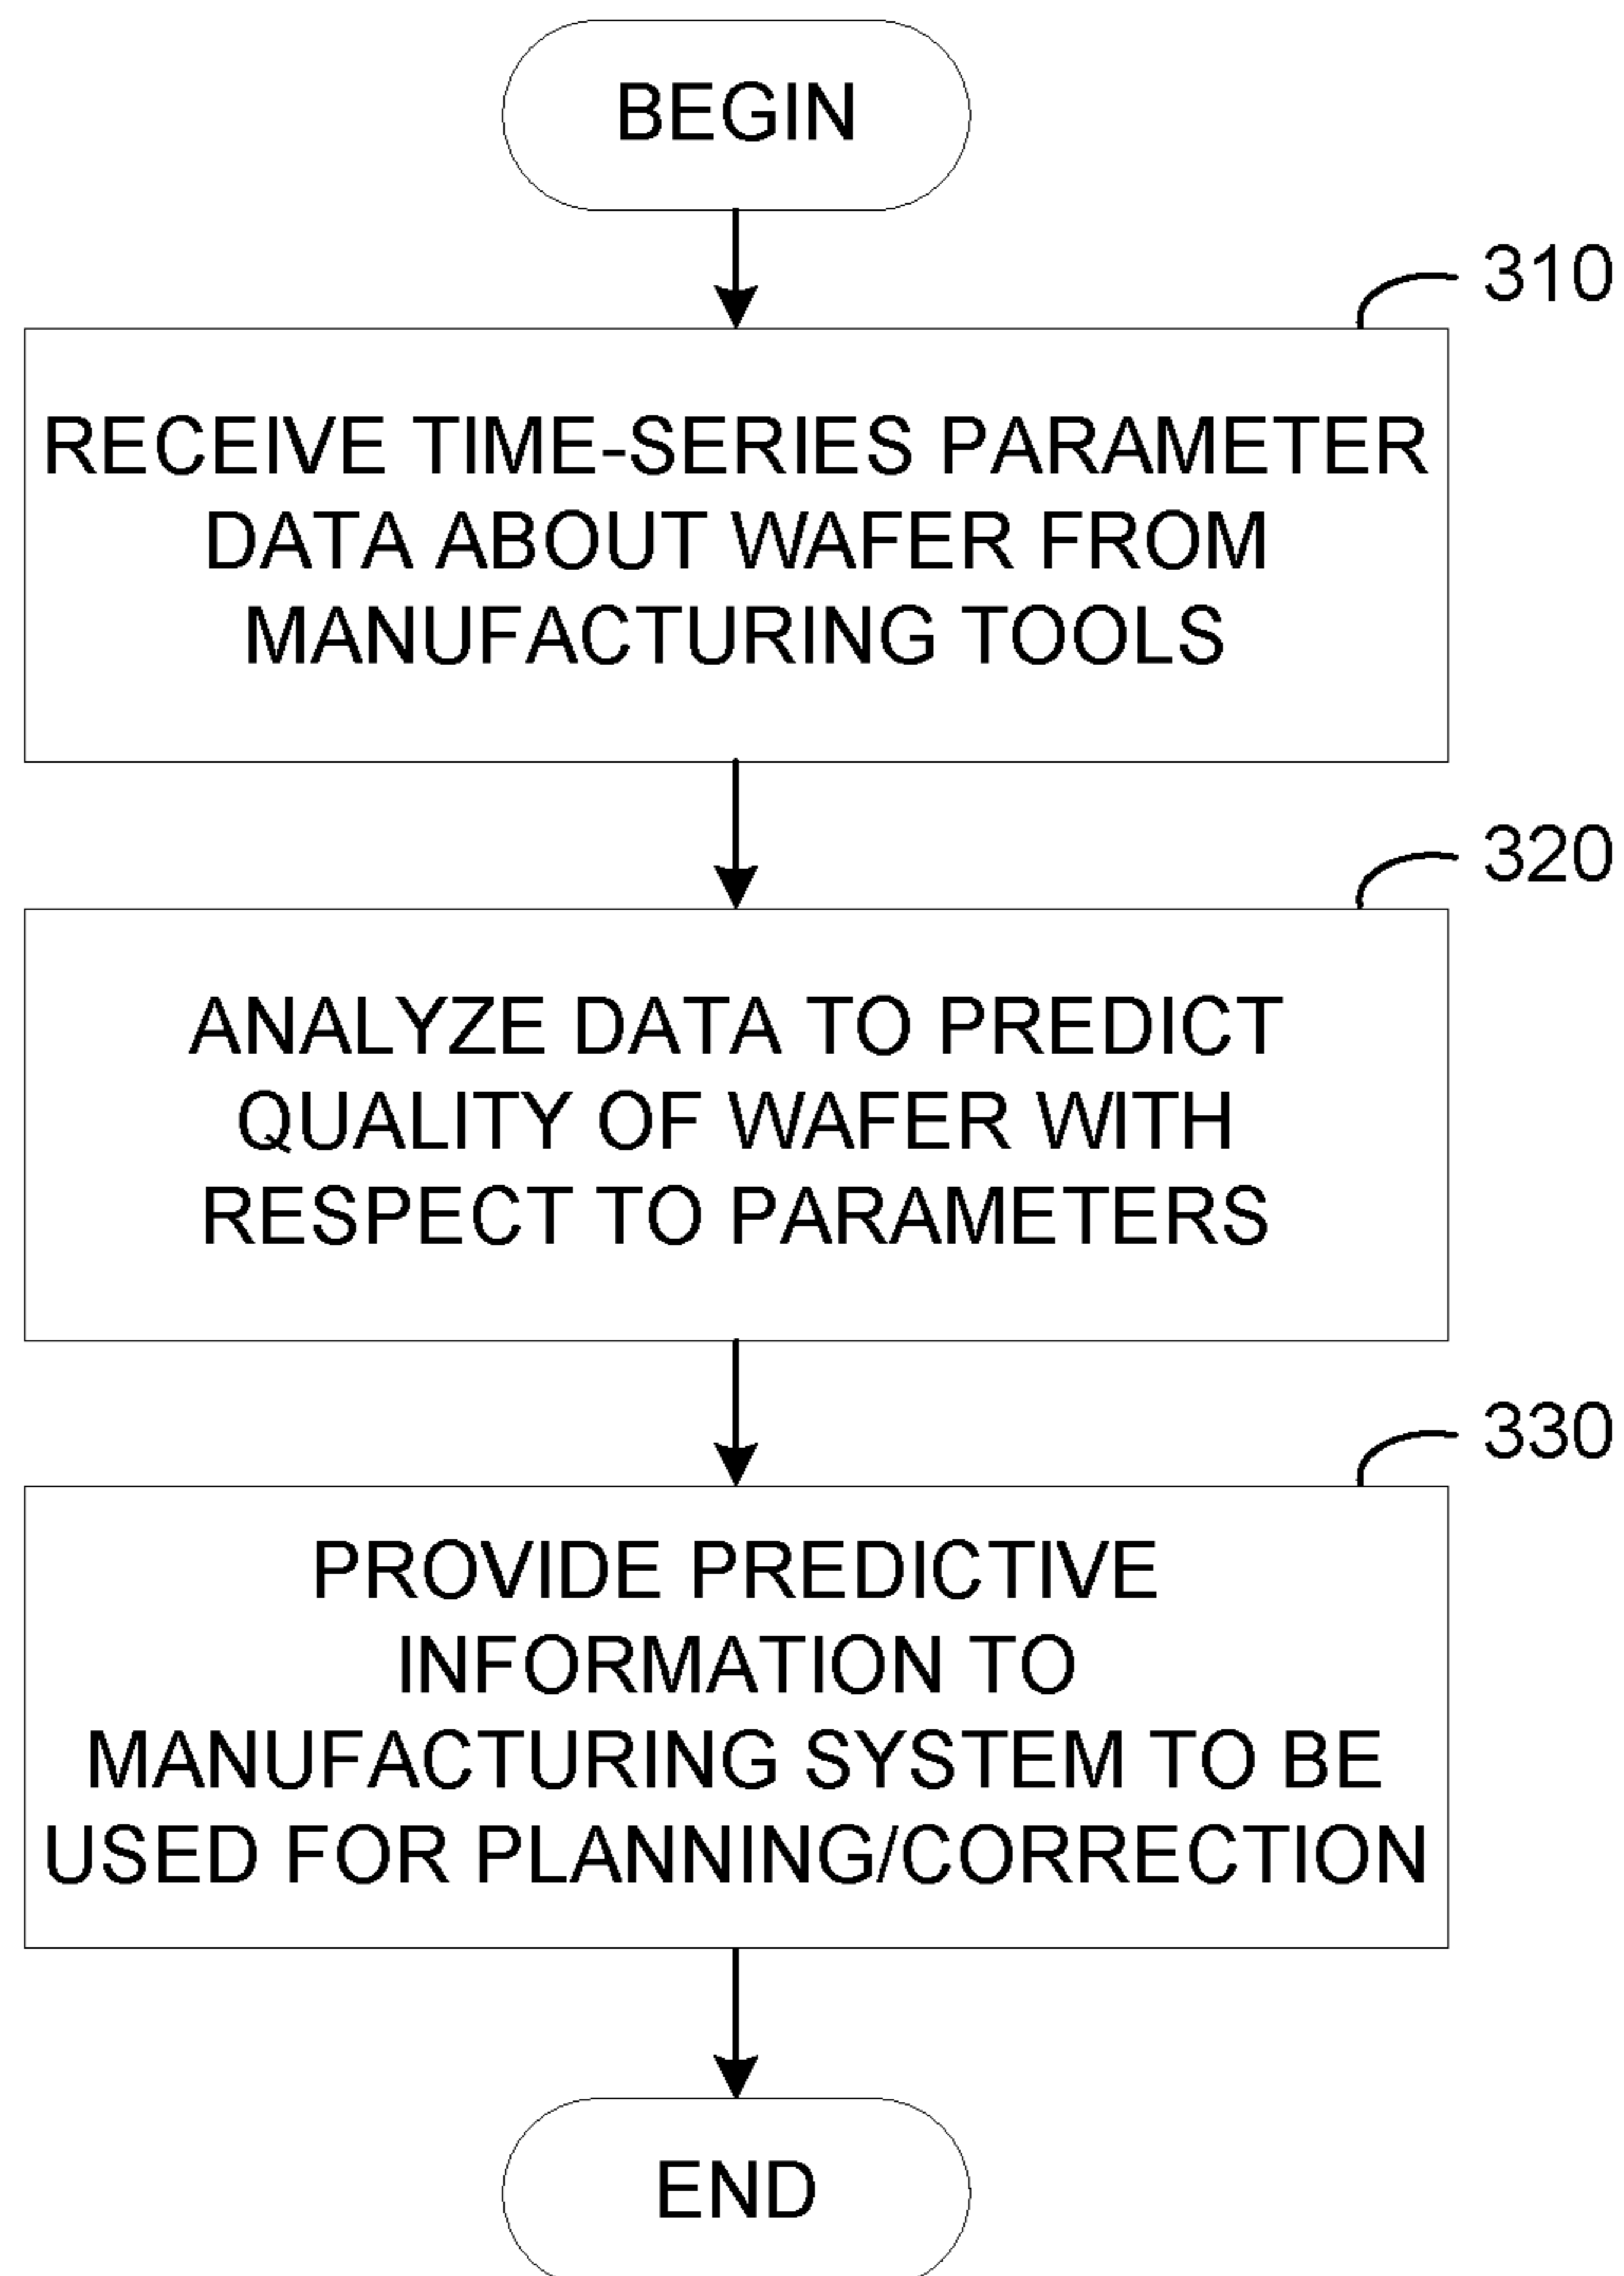 BEGIN
310
RECEIVE TIME-SERIES PARAMETER
DATA ABOUT WAFER FROM
MANUFACTURING TOOLS
320
ANALYZE DATA TO PREDICT
QUALITY OF WAFER WITH
RESPECT TO PARAMETERS
330
PROVIDE PREDICTIVE
INFORMATION TO
MANUFACTURING SYSTEM TO BE
USED FOR PLANNING/CORRECTION
END